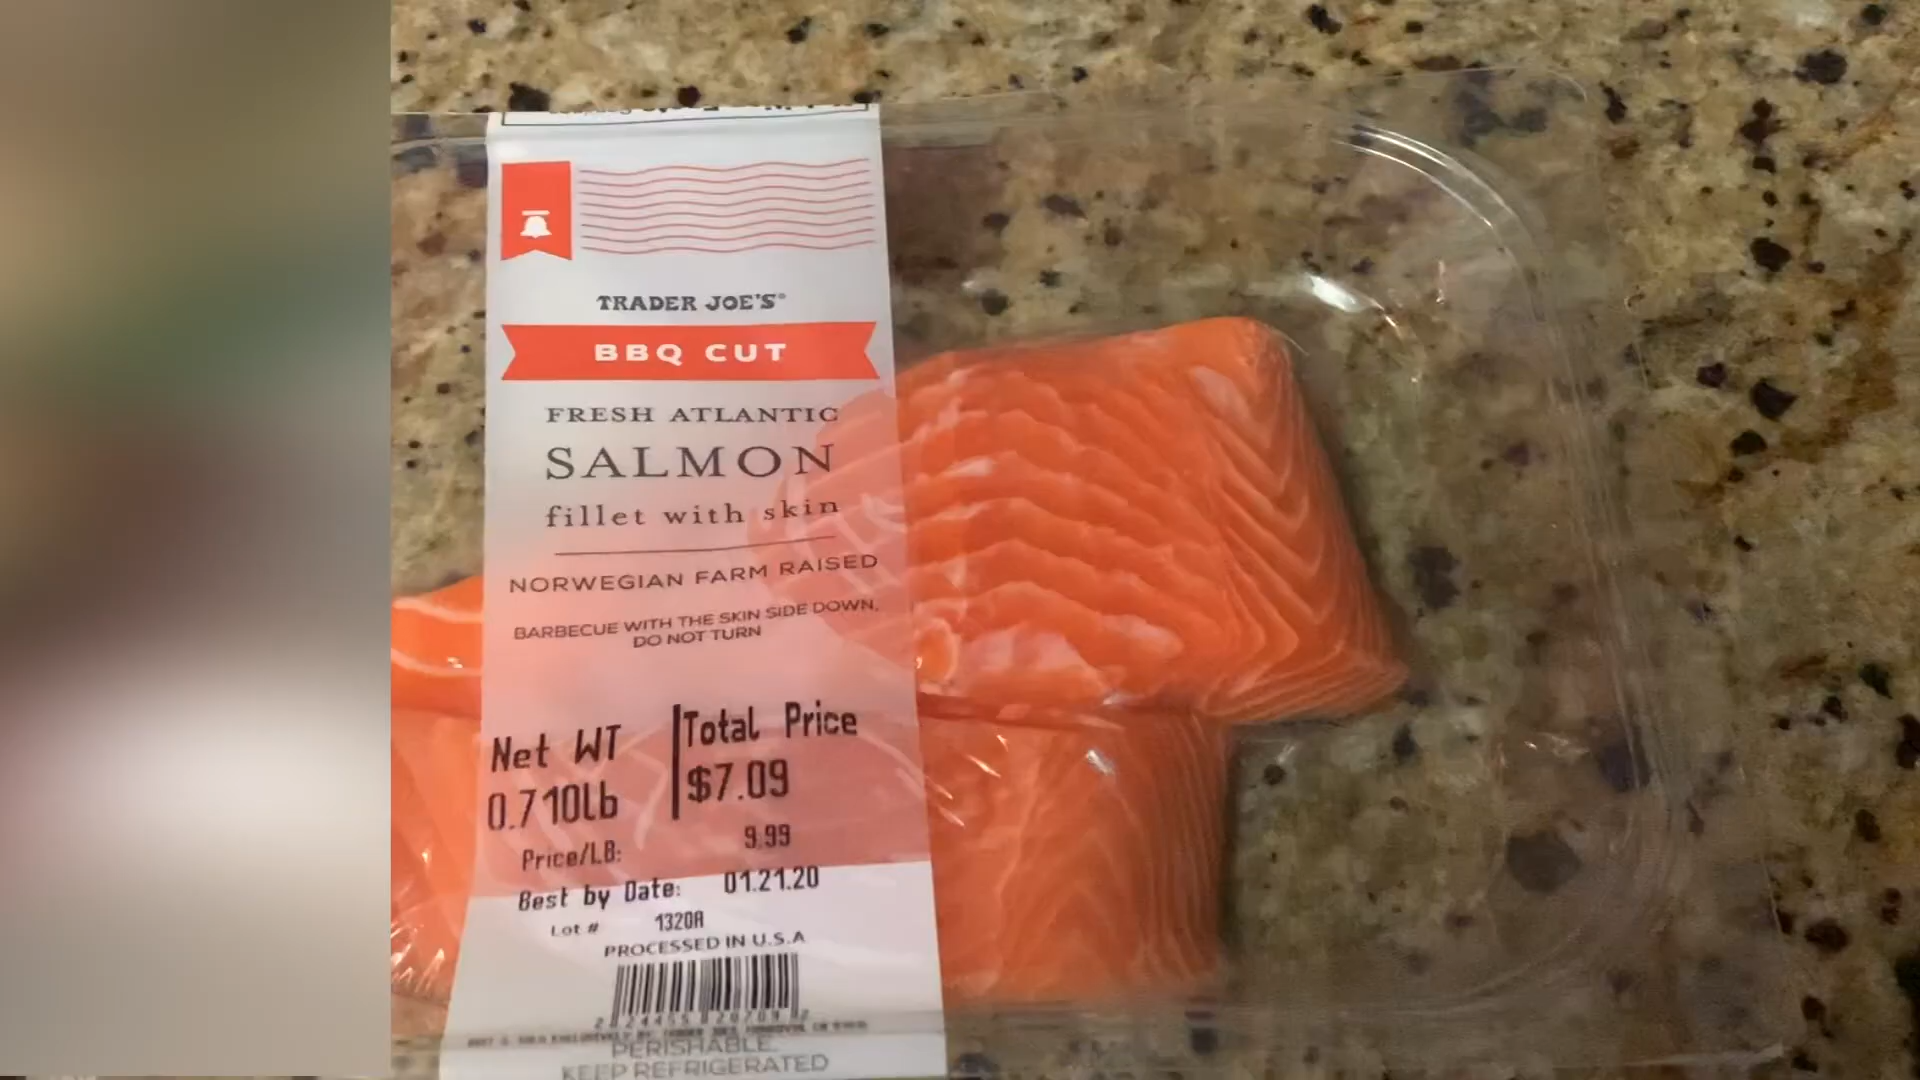 TRADER JOE'S®
BBQ CUT
FRESH ATLANTIC
SALMON
fillet with skin
NORWEGIAN FARM RAISED
BARBECUE WITH THE SKIN SIDE DOWN,
DO NOT TURN
Net WT Total Price
0.710lb $7.09
Price/LB: 9.99
Best by Date: 01.21.20
Lot # 1320A
PROCESSED IN U.S.A
PERISHABLE
KEEP REFRIGERATED